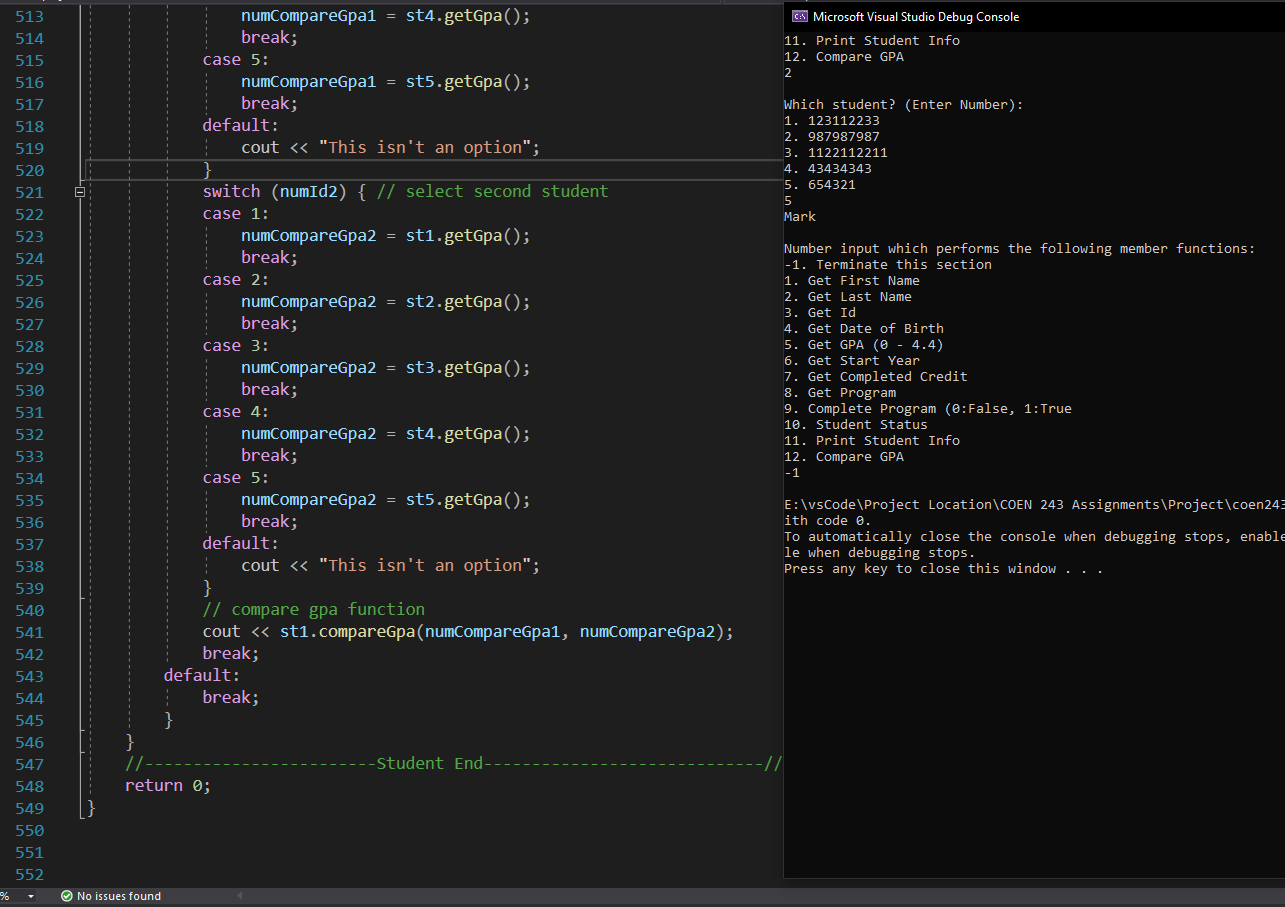 513 numCompareGpa1 = st4.getGpa();
514 break;
515 case 5:
516 numCompareGpa1 = st5.getGpa();
517 break;
518 default:
519 cout << "This isn't an option";
520 }
521 switch (numId2) { // select second student
522 case 1:
523 numCompareGpa2 = st1.getGpa();
524 break;
525 case 2:
526 numCompareGpa2 = st2.getGpa();
527 break;
528 case 3:
529 numCompareGpa2 = st3.getGpa();
530 break;
531 case 4:
532 numCompareGpa2 = st4.getGpa();
533 break;
534 case 5:
535 numCompareGpa2 = st5.getGpa();
536 break;
537 default:
538 cout << "This isn't an option";
539 }
540 // compare gpa function
541 cout << st1.compareGpa(numCompareGpa1, numCompareGpa2);
542 break;
543 default:
544 break;
545 }
546 }
547 //------------------------Student End-----------------------------//
548 return 0;
549 }
550
551
552
% No issues found
Microsoft Visual Studio Debug Console
11. Print Student Info
12. Compare GPA
2
Which student? (Enter Number):
1. 123112233
2. 987987987
3. 1122112211
4. 43434343
5. 654321
5
Mark
Number input which performs the following member functions:
-1. Terminate this section
1. Get First Name
2. Get Last Name
3. Get Id
4. Get Date of Birth
5. Get GPA (0 - 4.4)
6. Get Start Year
7. Get Completed Credit
8. Get Program
9. Complete Program (0:False, 1:True
10. Student Status
11. Print Student Info
12. Compare GPA
-1
E:\vsCode\Project Location\COEN 243 Assignments\Project\coen243
ith code 0.
To automatically close the console when debugging stops, enable
le when debugging stops.
Press any key to close this window . . .